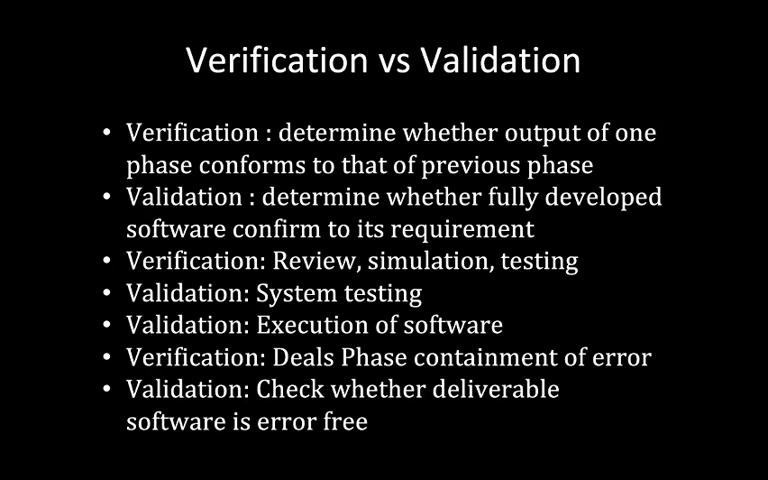 Verification vs Validation
• Verification : determine whether output of one
phase conforms to that of previous phase
• Validation : determine whether fully developed
software confirm to its requirement
• Verification: Review, simulation, testing
• Validation: System testing
• Validation: Execution of software
• Verification: Deals Phase containment of error
• Validation: Check whether deliverable
software is error free